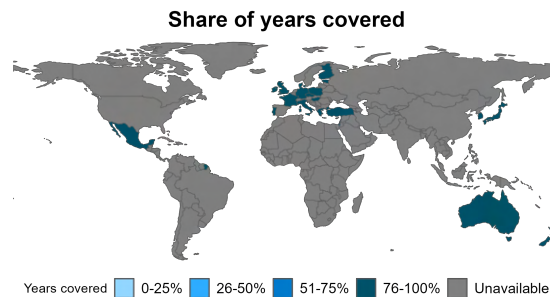 Share of years covered
Years covered 0-25% 26-50% 51-75% 76-100% Unavailable